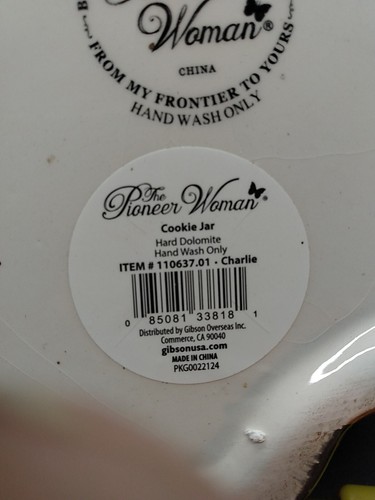 Woman®
CHINA
FROM MY FRONTIER TO YOURS
HAND WASH ONLY
The
Pioneer Woman®
Cookie Jar
Hard Dolomite
Hand Wash Only
ITEM # 110637.01 · Charlie
0 85081 33818 1
Distributed by Gibson Overseas Inc.
Commerce, CA 90040
gibsonusa.com
MADE IN CHINA
PKG0022124